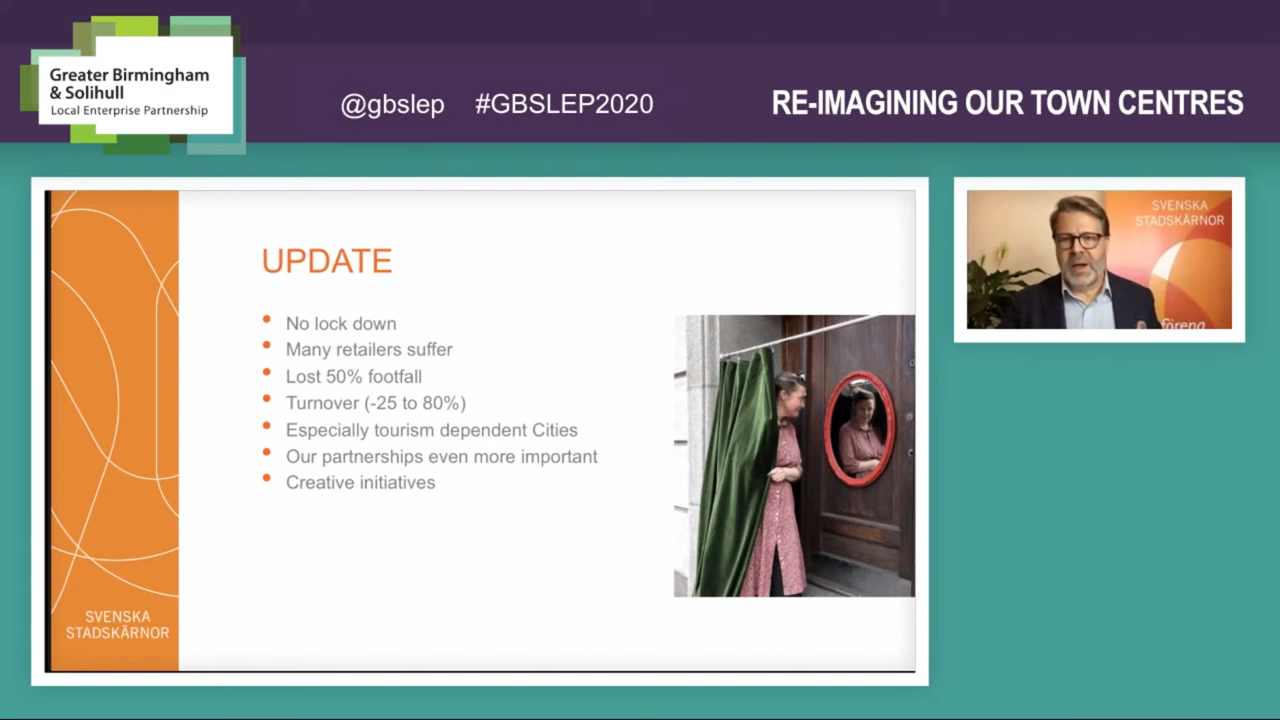 Greater Birmingham
& Solihull
Local Enterprise Partnership
@gbslep #GBSLEP2020
RE-IMAGINING OUR TOWN CENTRES
UPDATE
No lock down
Many retailers suffer
Lost 50% footfall
Turnover (-25 to 80%)
Especially tourism dependent Cities
Our partnerships even more important
Creative initiatives
SVENSKA
STADSKÄRNOR
SVENSKA
STADSKÄRNOR
förena